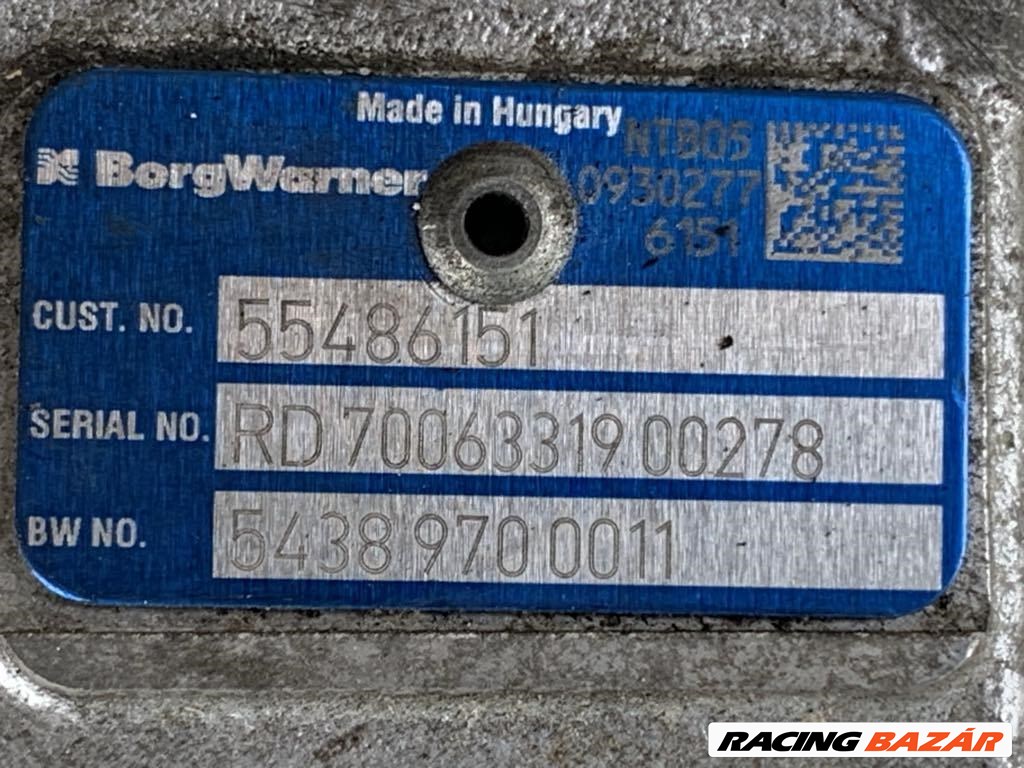 Made in Hungary
BorgWarner
NTB05
0930277
6151
CUST. NO. 55486151
SERIAL NO. RD 70063319 00278
BW NO. 5438 970 0011
RACING BAZÁR